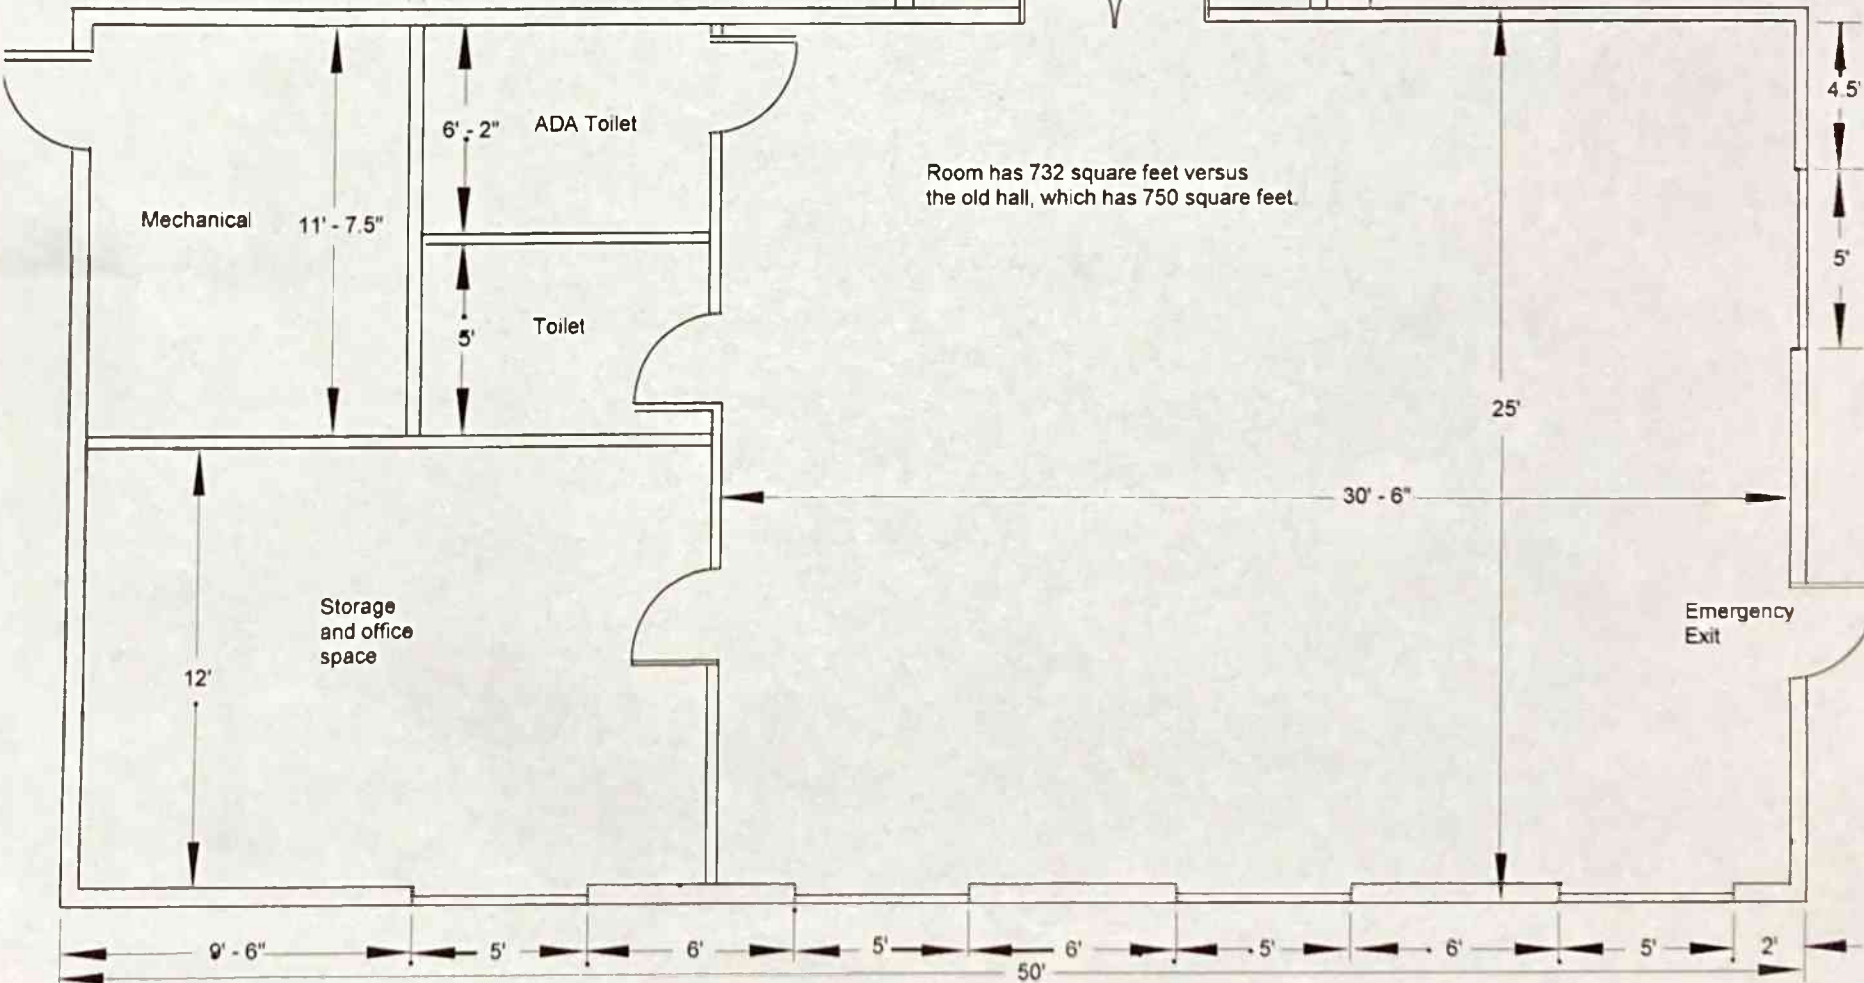 4.5'
6' - 2"
ADA Toilet
Room has 732 square feet versus
the old hall, which has 750 square feet.
Mechanical
11' - 7.5"
5'
5'
Toilet
25'
30' - 6"
Storage
and office
space
Emergency
Exit
12'
9' - 6"
5'
6'
5'
6'
5'
6'
5'
2'
50'